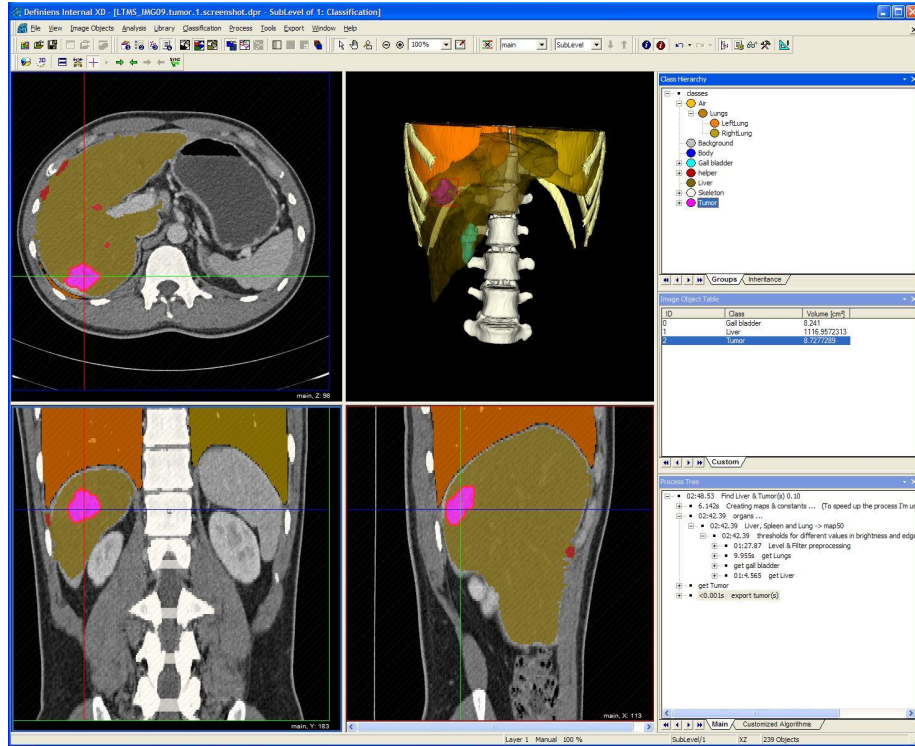 Definiens Internal XD - [LTMS_IMG09.tumor.1.screenshot.dpr - SubLevel of 1: Classification]
File View Image Objects Analysis Library Classification Process Tools Export Window Help
100% main SubLevel
main, Z: 98
main, Y: 183
main, X: 113
Class Hierarchy
classes
Air
Lungs
LeftLung
RightLung
Background
Body
Gall bladder
helper
Liver
Skeleton
Tumor
Groups Inheritance
Image Object Table
ID Class Volume [cm³]
0 Gall bladder 8.241
1 Liver 1116.9572313
2 Tumor 8.7277289
Custom
Process Tree
02:48.53 Find Liver & Tumor(s) 0.10
6.142s Creating maps & constants ... (To speed up the process I'm us
02:42.39 organs ...
02:42.39 Liver, Spleen and Lung -> map50
02:42.39 thresholds for different values in brightness and edge
01:27.87 Level & Filter preprocessing
9.955s get Lungs
get gall bladder
01:4.565 get Liver
get Tumor
<0.001s export tumor(s)
Main Customized Algorithms
Layer 1 Manual 100 % SubLevel/1 XZ 239 Objects